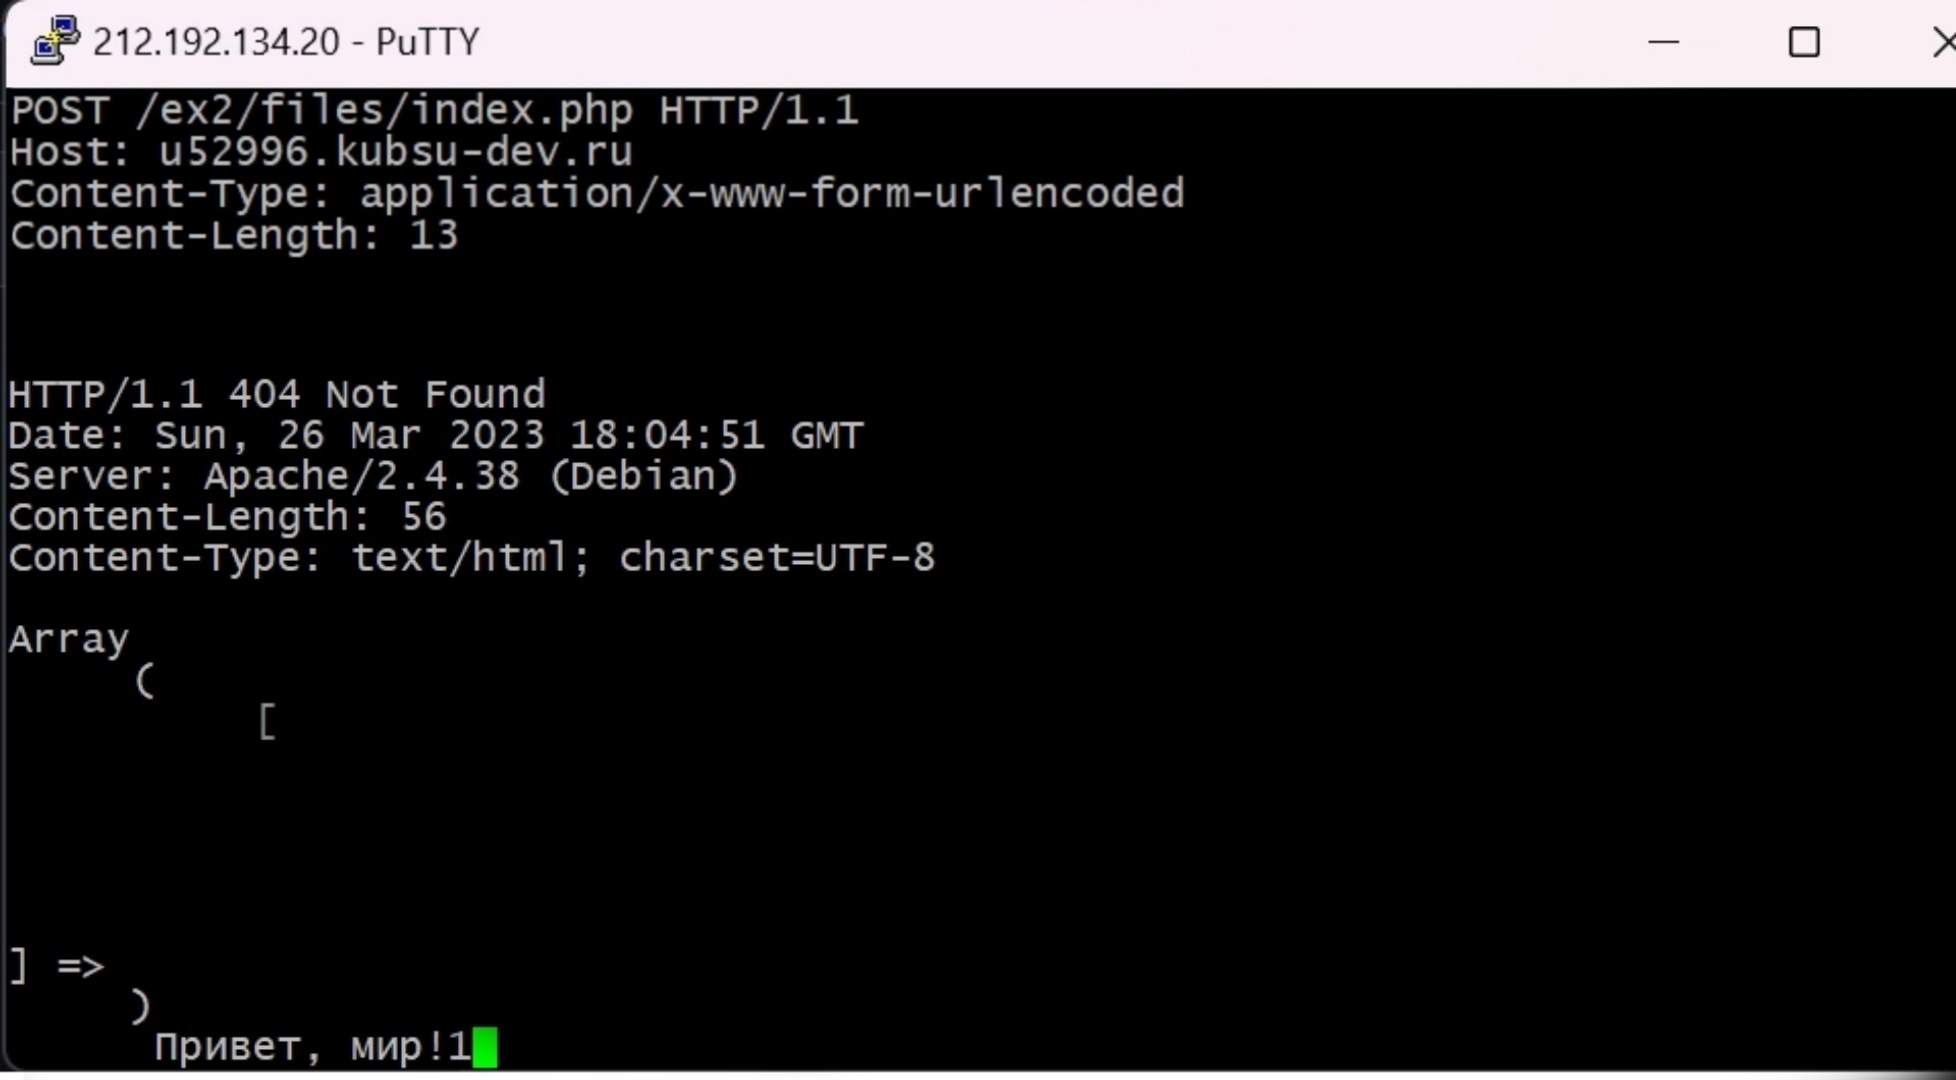 212.192.134.20 - PuTTY
POST /ex2/files/index.php HTTP/1.1
Host: u52996.kubsu-dev.ru
Content-Type: application/x-www-form-urlencoded
Content-Length: 13
HTTP/1.1 404 Not Found
Date: Sun, 26 Mar 2023 18:04:51 GMT
Server: Apache/2.4.38 (Debian)
Content-Length: 56
Content-Type: text/html; charset=UTF-8
Array
(
[
] =>
)
Привет, мир!1